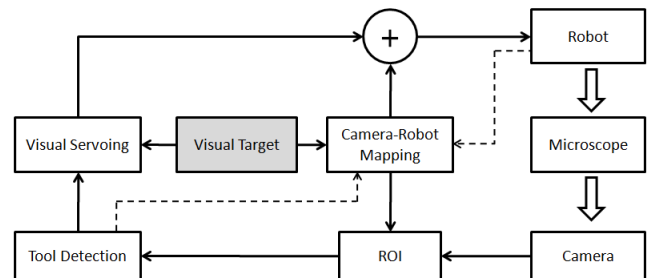 +
Robot
Visual Servoing
Visual Target
Camera-Robot
Mapping
Microscope
Tool Detection
ROI
Camera